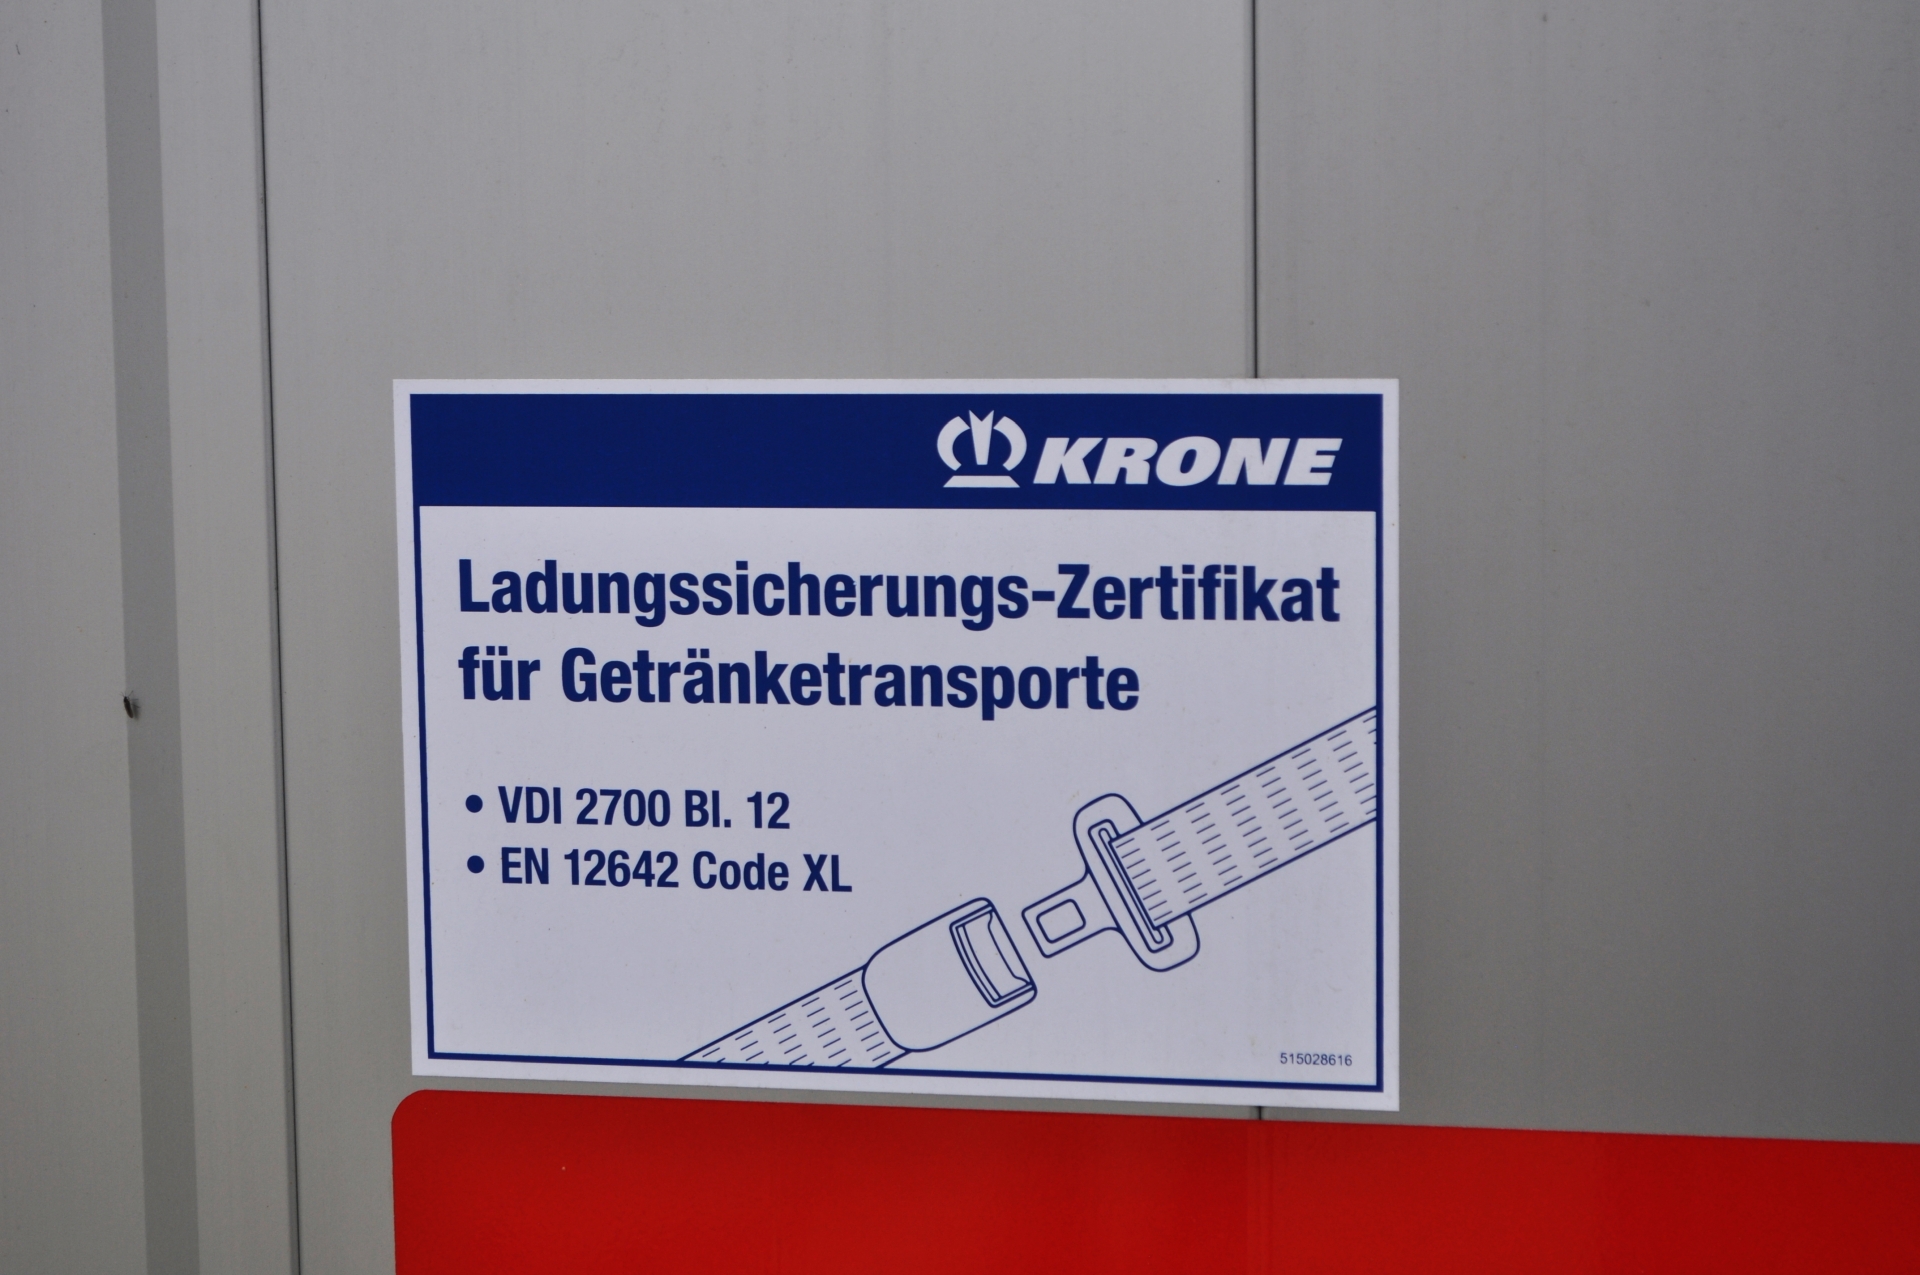 KRONE
Ladungssicherungs-Zertifikat
für Getränketransporte
• VDI 2700 Bl. 12
• EN 12642 Code XL
515028616